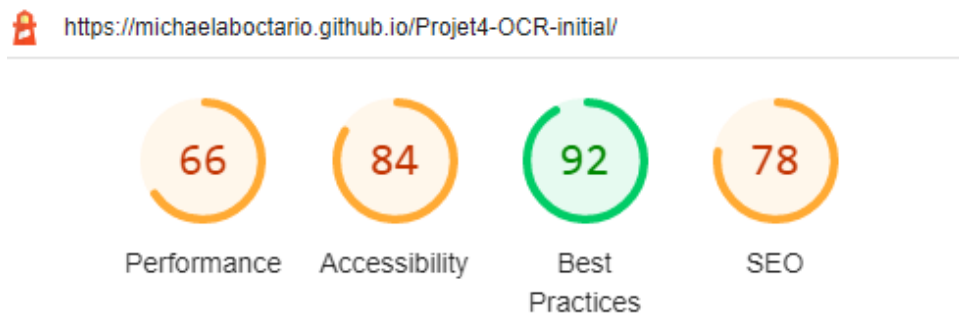 https://michaelaboctario.github.io/Projet4-OCR-initial/
66 84 92 78
Performance Accessibility Best SEO
Practices